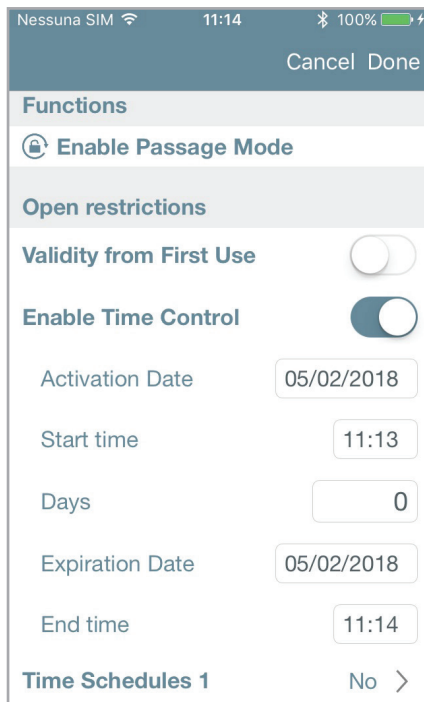 Nessuna SIM 11:14 100%
Cancel Done
Functions
Enable Passage Mode
Open restrictions
Validity from First Use
Enable Time Control
Activation Date 05/02/2018
Start time 11:13
Days 0
Expiration Date 05/02/2018
End time 11:14
Time Schedules 1 No